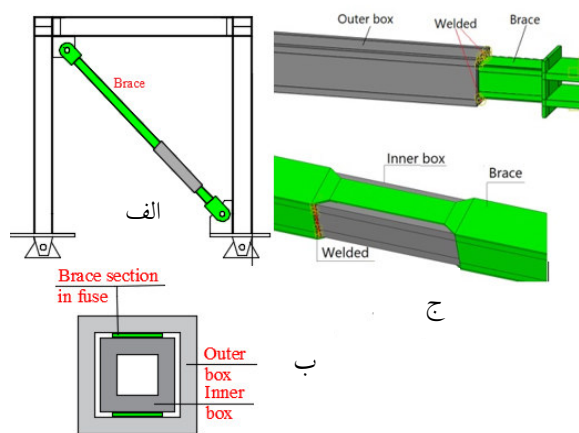 Brace
الف
Outer box
Welded
Brace
Inner box
Brace
Welded
ج
Brace section
in fuse
Outer
box
Inner
box
ب